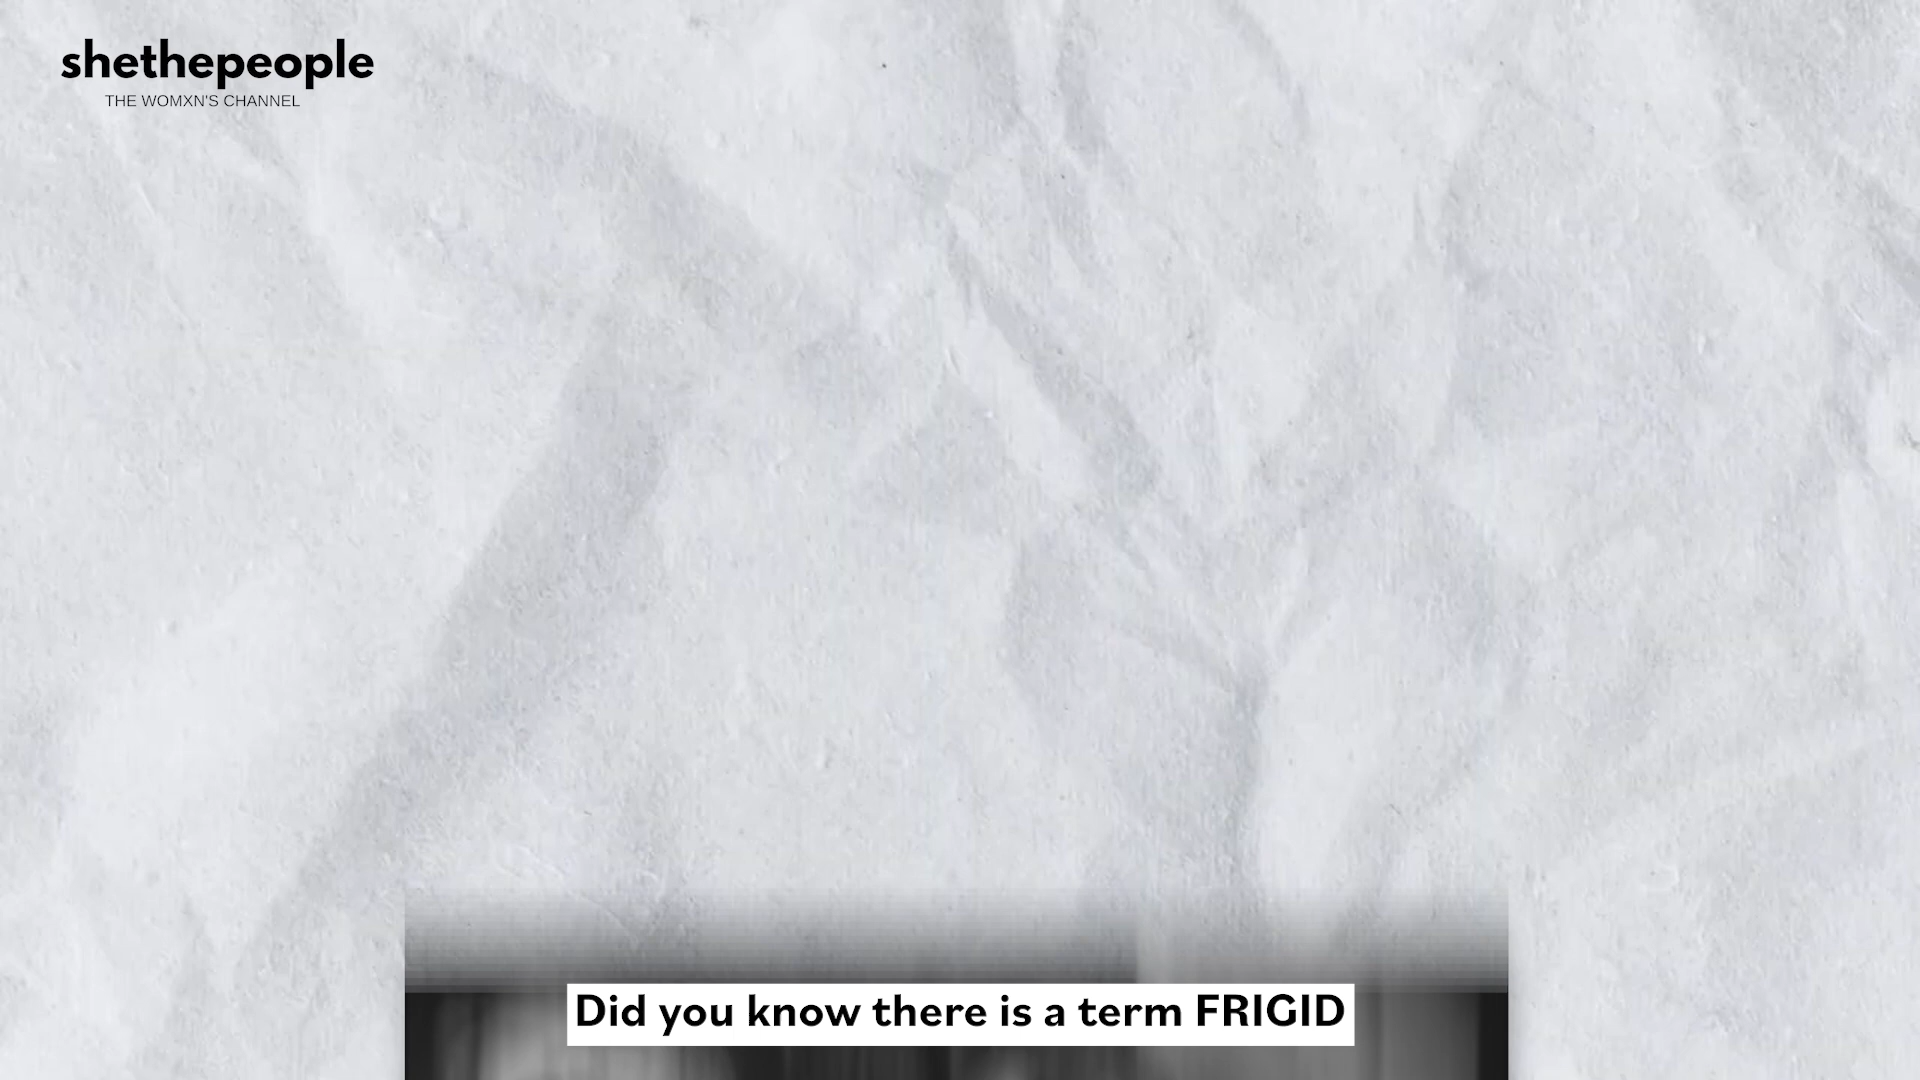 shethepeople
THE WOMXN'S CHANNEL
Did you know there is a term FRIGID